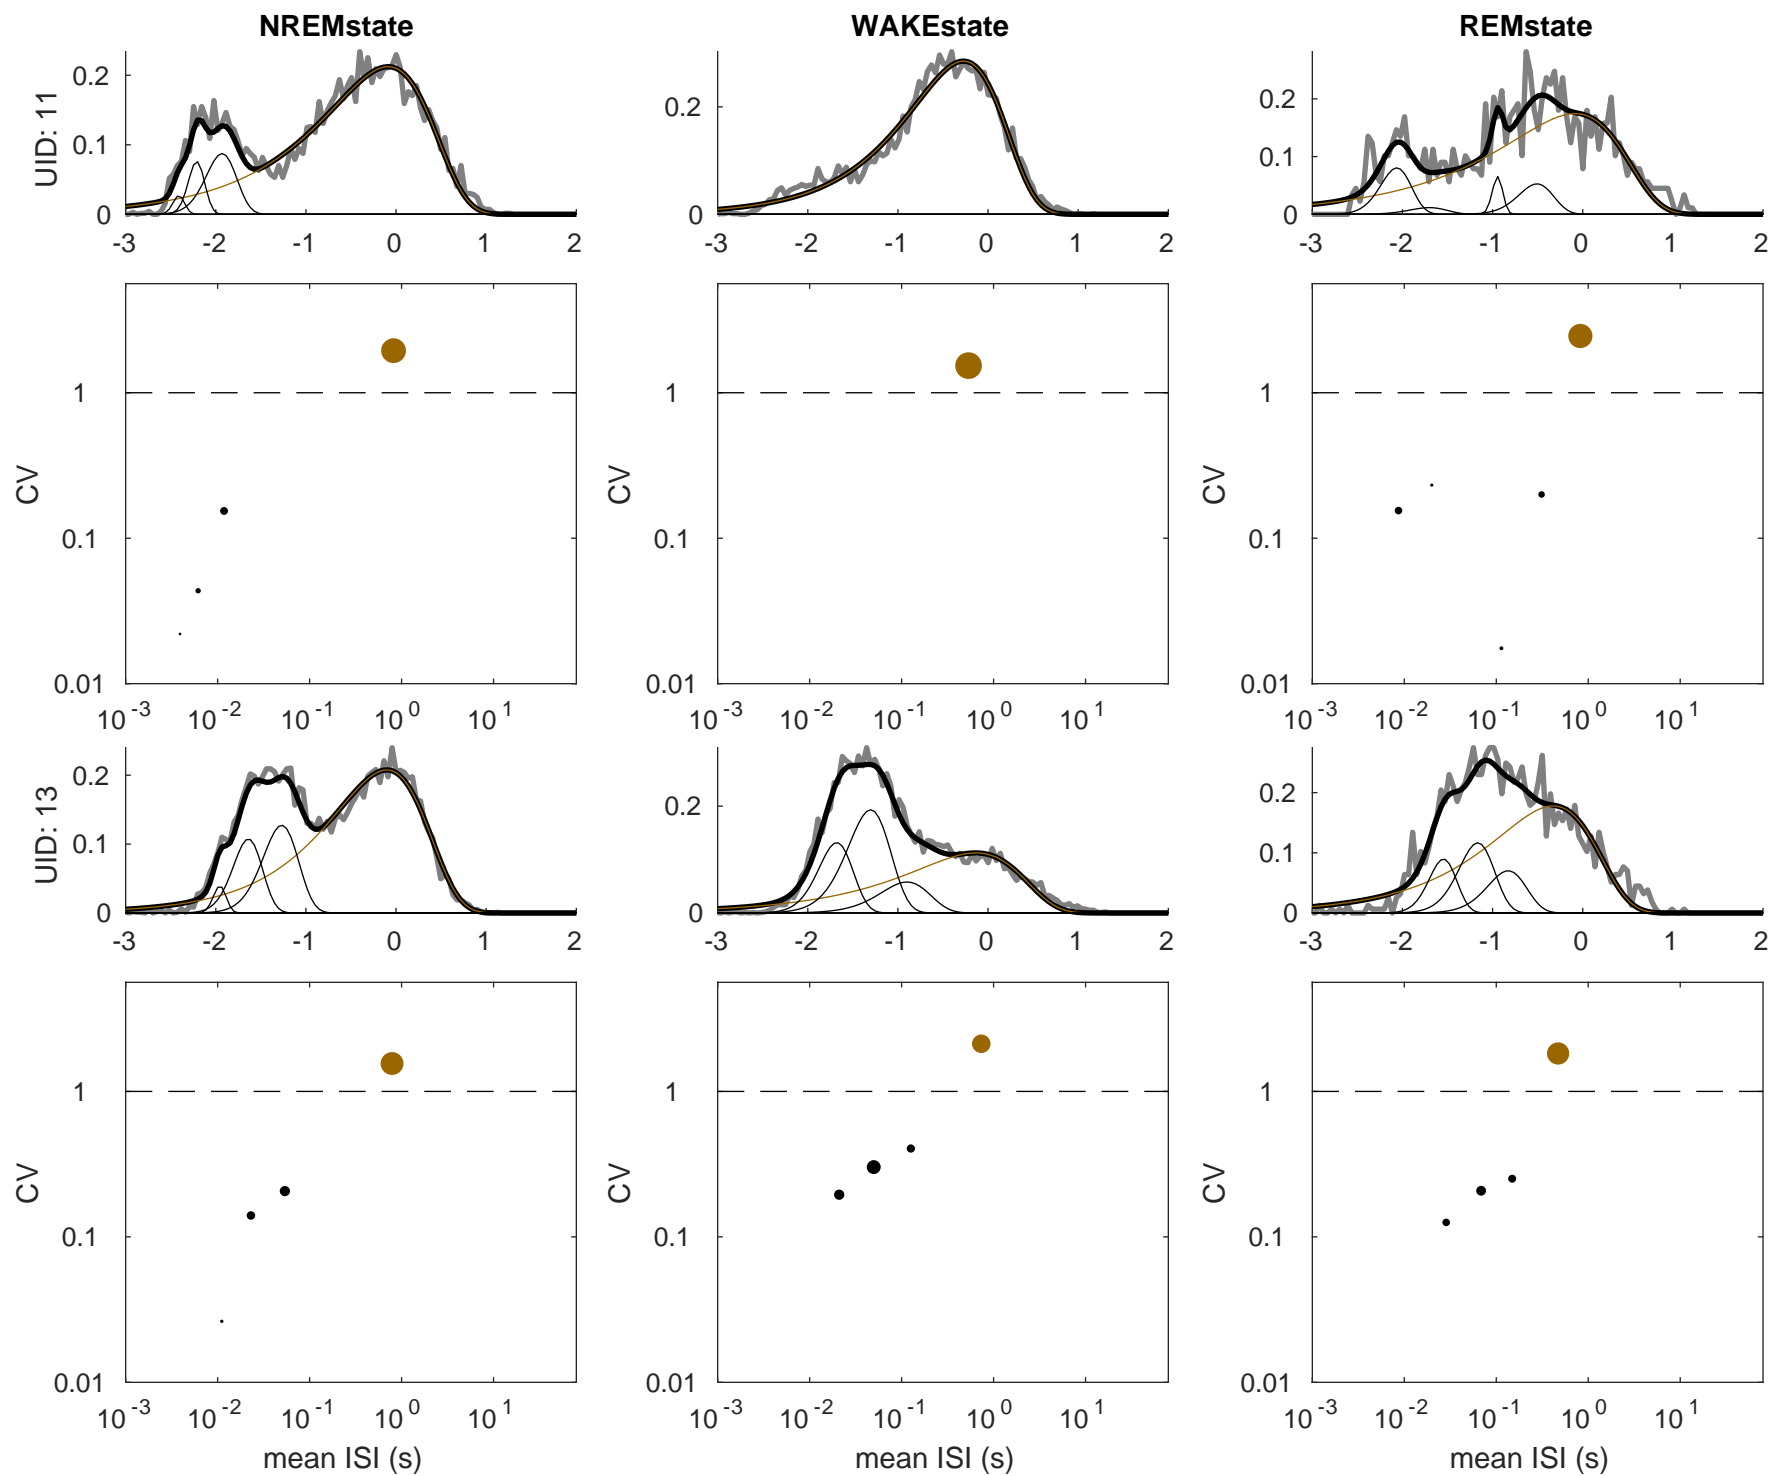 NREMstate WAKEstate REMstate
UID: 11
0.2 0.1 0
0.2 0
0.2 0.1 0
-3 -2 -1 0 1 2
-3 -2 -1 0 1 2
-3 -2 -1 0 1 2
CV 1 0.1 0.01
CV 1 0.1 0.01
CV 1 0.1 0.01
10^-3 10^-2 10^-1 10^0 10^1
10^-3 10^-2 10^-1 10^0 10^1
10^-3 10^-2 10^-1 10^0 10^1
UID: 13
0.2 0.1 0
0.2 0
0.2 0.1 0
-3 -2 -1 0 1 2
-3 -2 -1 0 1 2
-3 -2 -1 0 1 2
CV 1 0.1 0.01
CV 1 0.1 0.01
CV 1 0.1 0.01
10^-3 10^-2 10^-1 10^0 10^1
10^-3 10^-2 10^-1 10^0 10^1
10^-3 10^-2 10^-1 10^0 10^1
mean ISI (s) mean ISI (s) mean ISI (s)